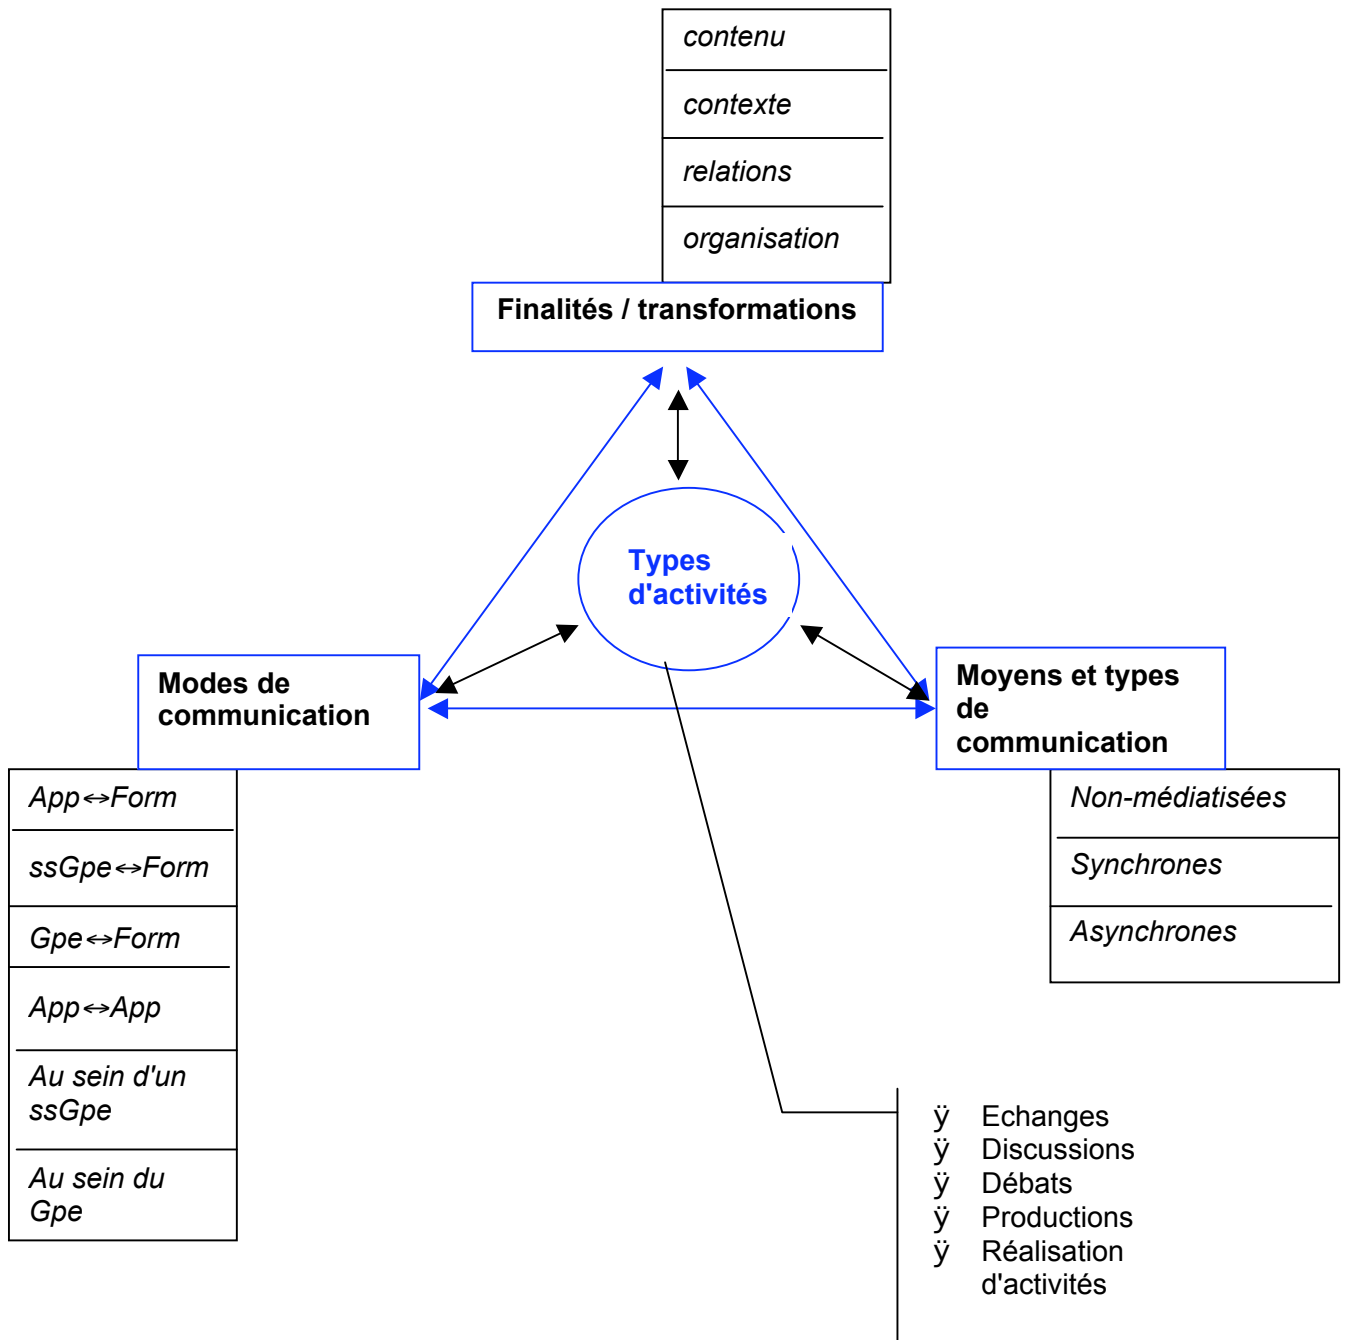 contenu
contexte
relations
organisation
Finalités / transformations
Types
d'activités
Modes de
communication
Moyens et types
de
communication
App↔Form
ssGpe↔Form
Gpe↔Form
App↔App
Au sein d'un
ssGpe
Au sein du
Gpe
Non-médiatisées
Synchrones
Asynchrones
ÿ Echanges
ÿ Discussions
ÿ Débats
ÿ Productions
ÿ Réalisation
d'activités